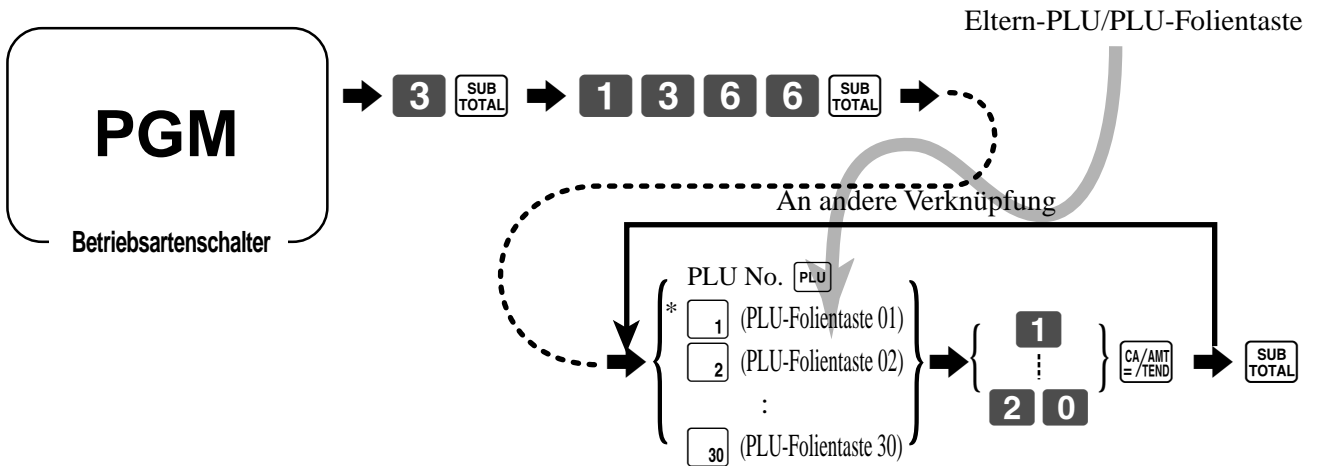 Eltern-PLU/PLU-Folientaste
PGM
Betriebsartenschalter
3 SUB TOTAL 1 3 6 6 SUB TOTAL
An andere Verknüpfung
PLU No. PLU
* 1 (PLU-Folientaste 01)
2 (PLU-Folientaste 02)
:
30 (PLU-Folientaste 30)
1
2 0
CA/AMT
= /TEND
SUB
TOTAL